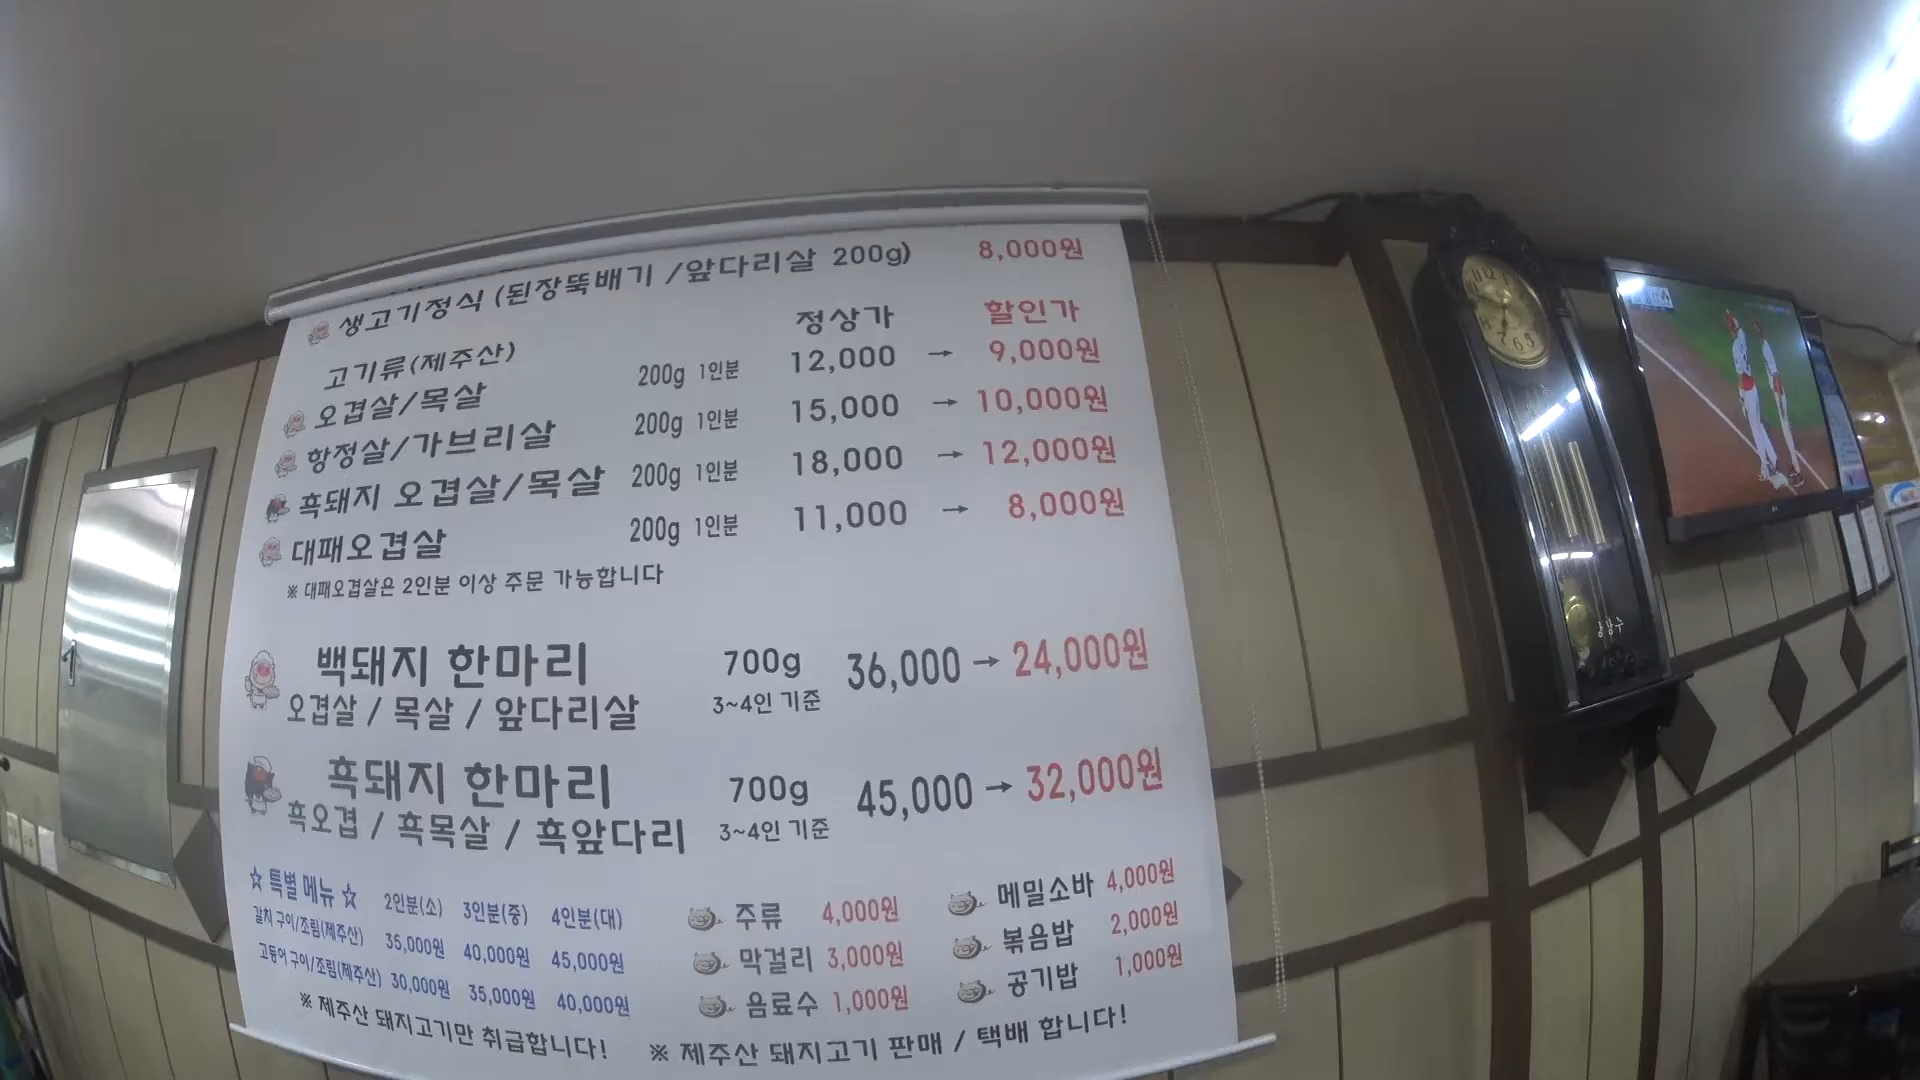 생고기정식 (된장뚝배기 /앞다리살 200g) 8,000원
정상가 할인가
고기류(제주산)
오겹살/목살 200g 1인분 12,000 → 9,000원
항정살/가브리살 200g 1인분 15,000 → 10,000원
흑돼지 오겹살/목살 200g 1인분 18,000 → 12,000원
대패오겹살 200g 1인분 11,000 → 8,000원
※ 대패오겹살은 2인분 이상 주문 가능합니다
백돼지 한마리 700g 36,000 → 24,000원
오겹살 / 목살 / 앞다리살 3~4인 기준
흑돼지 한마리 700g 45,000 → 32,000원
흑오겹 / 흑목살 / 흑앞다리 3~4인 기준
☆ 특별 메뉴 ☆ 2인분(소) 3인분(중) 4인분(대)
갈치 구이/조림(제주산) 35,000원 40,000원 45,000원
고등어 구이/조림(제주산) 30,000원 35,000원 40,000원
주류 4,000원
막걸리 3,000원
음료수 1,000원
메밀소바 4,000원
볶음밥 2,000원
공기밥 1,000원
※ 제주산 돼지고기만 취급합니다!
※ 제주산 돼지고기 판매 / 택배 합니다!